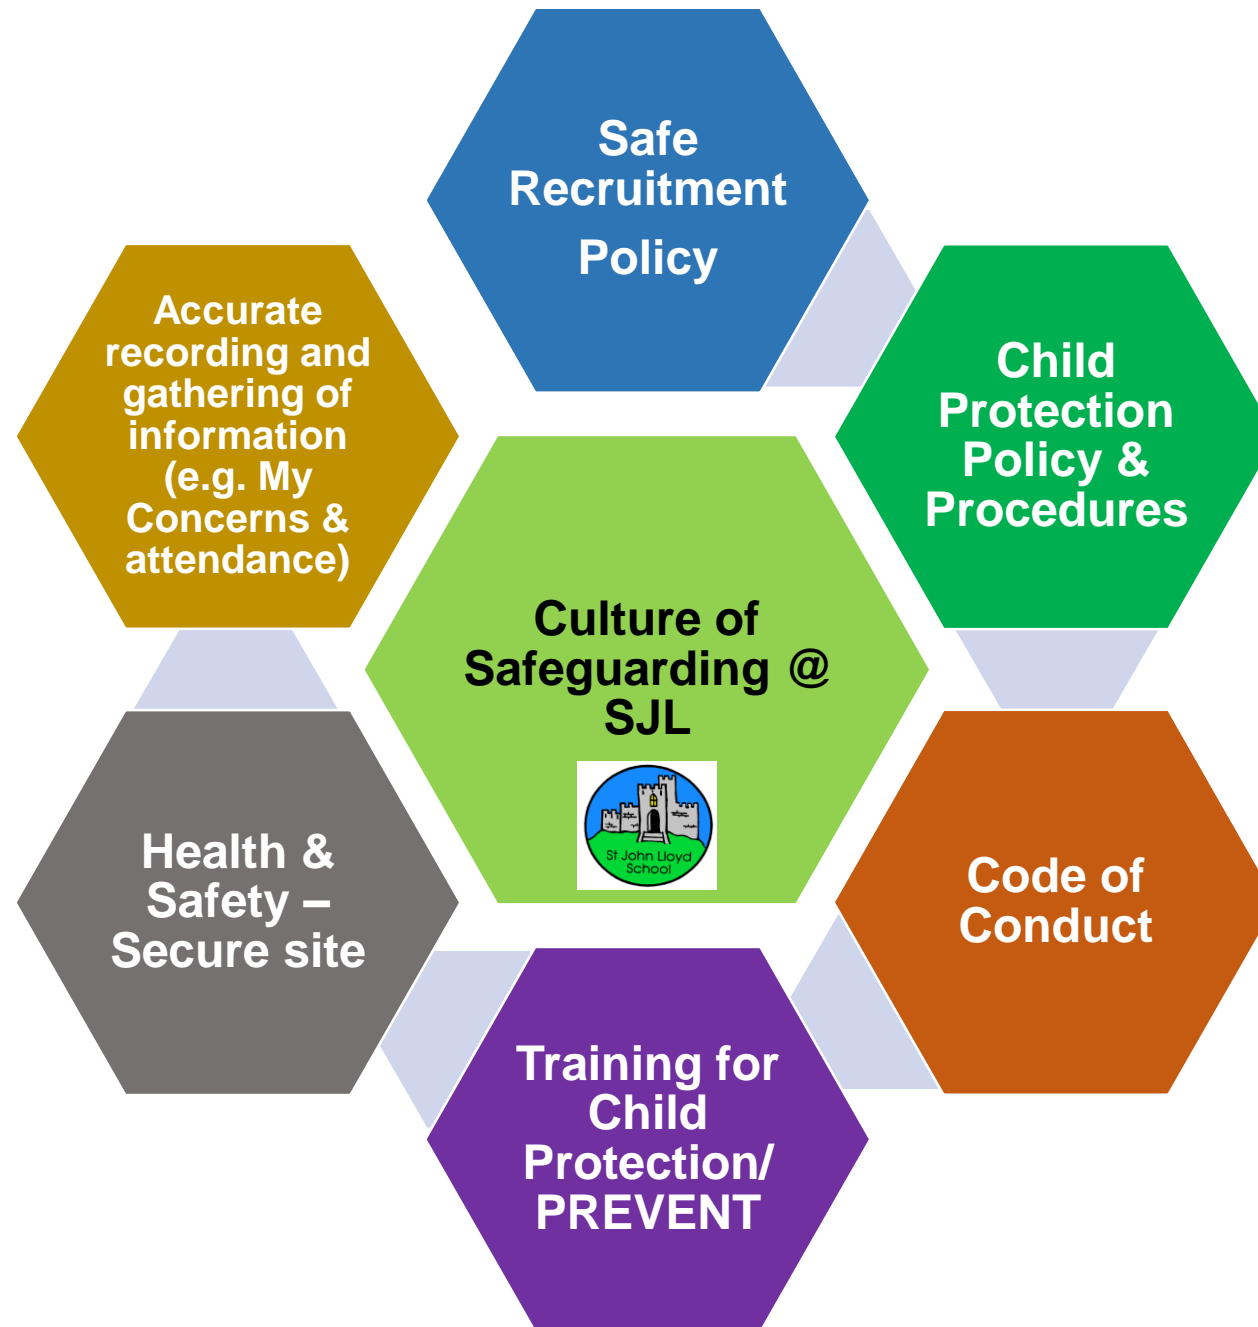 Safe
Recruitment
Policy
Child
Protection
Policy &
Procedures
Code of
Conduct
Training for
Child
Protection/
PREVENT
Health &
Safety –
Secure site
Accurate
recording and
gathering of
information
(e.g. My
Concerns &
attendance)
Culture of
Safeguarding @
SJL
St John Lloyd
School